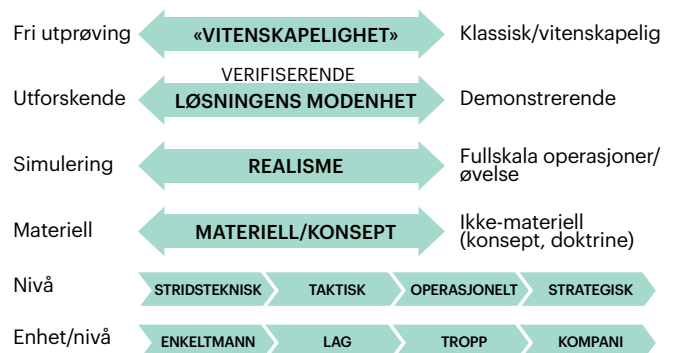 Fri utprøving «VITENSKAPELIGHET» Klassisk/vitenskapelig
VERIFISERENDE
Utforskende LØSNINGENS MODENHET Demonstrerende
Simulering REALISME Fullskala operasjoner/
øvelse
Materiell MATERIELL/KONSEPT Ikke-materiell
(konsept, doktrine)
Nivå STRIDSTEKNISK TAKTISK OPERASJONELT STRATEGISK
Enhet/nivå ENKELTMANN LAG TROPP KOMPANI